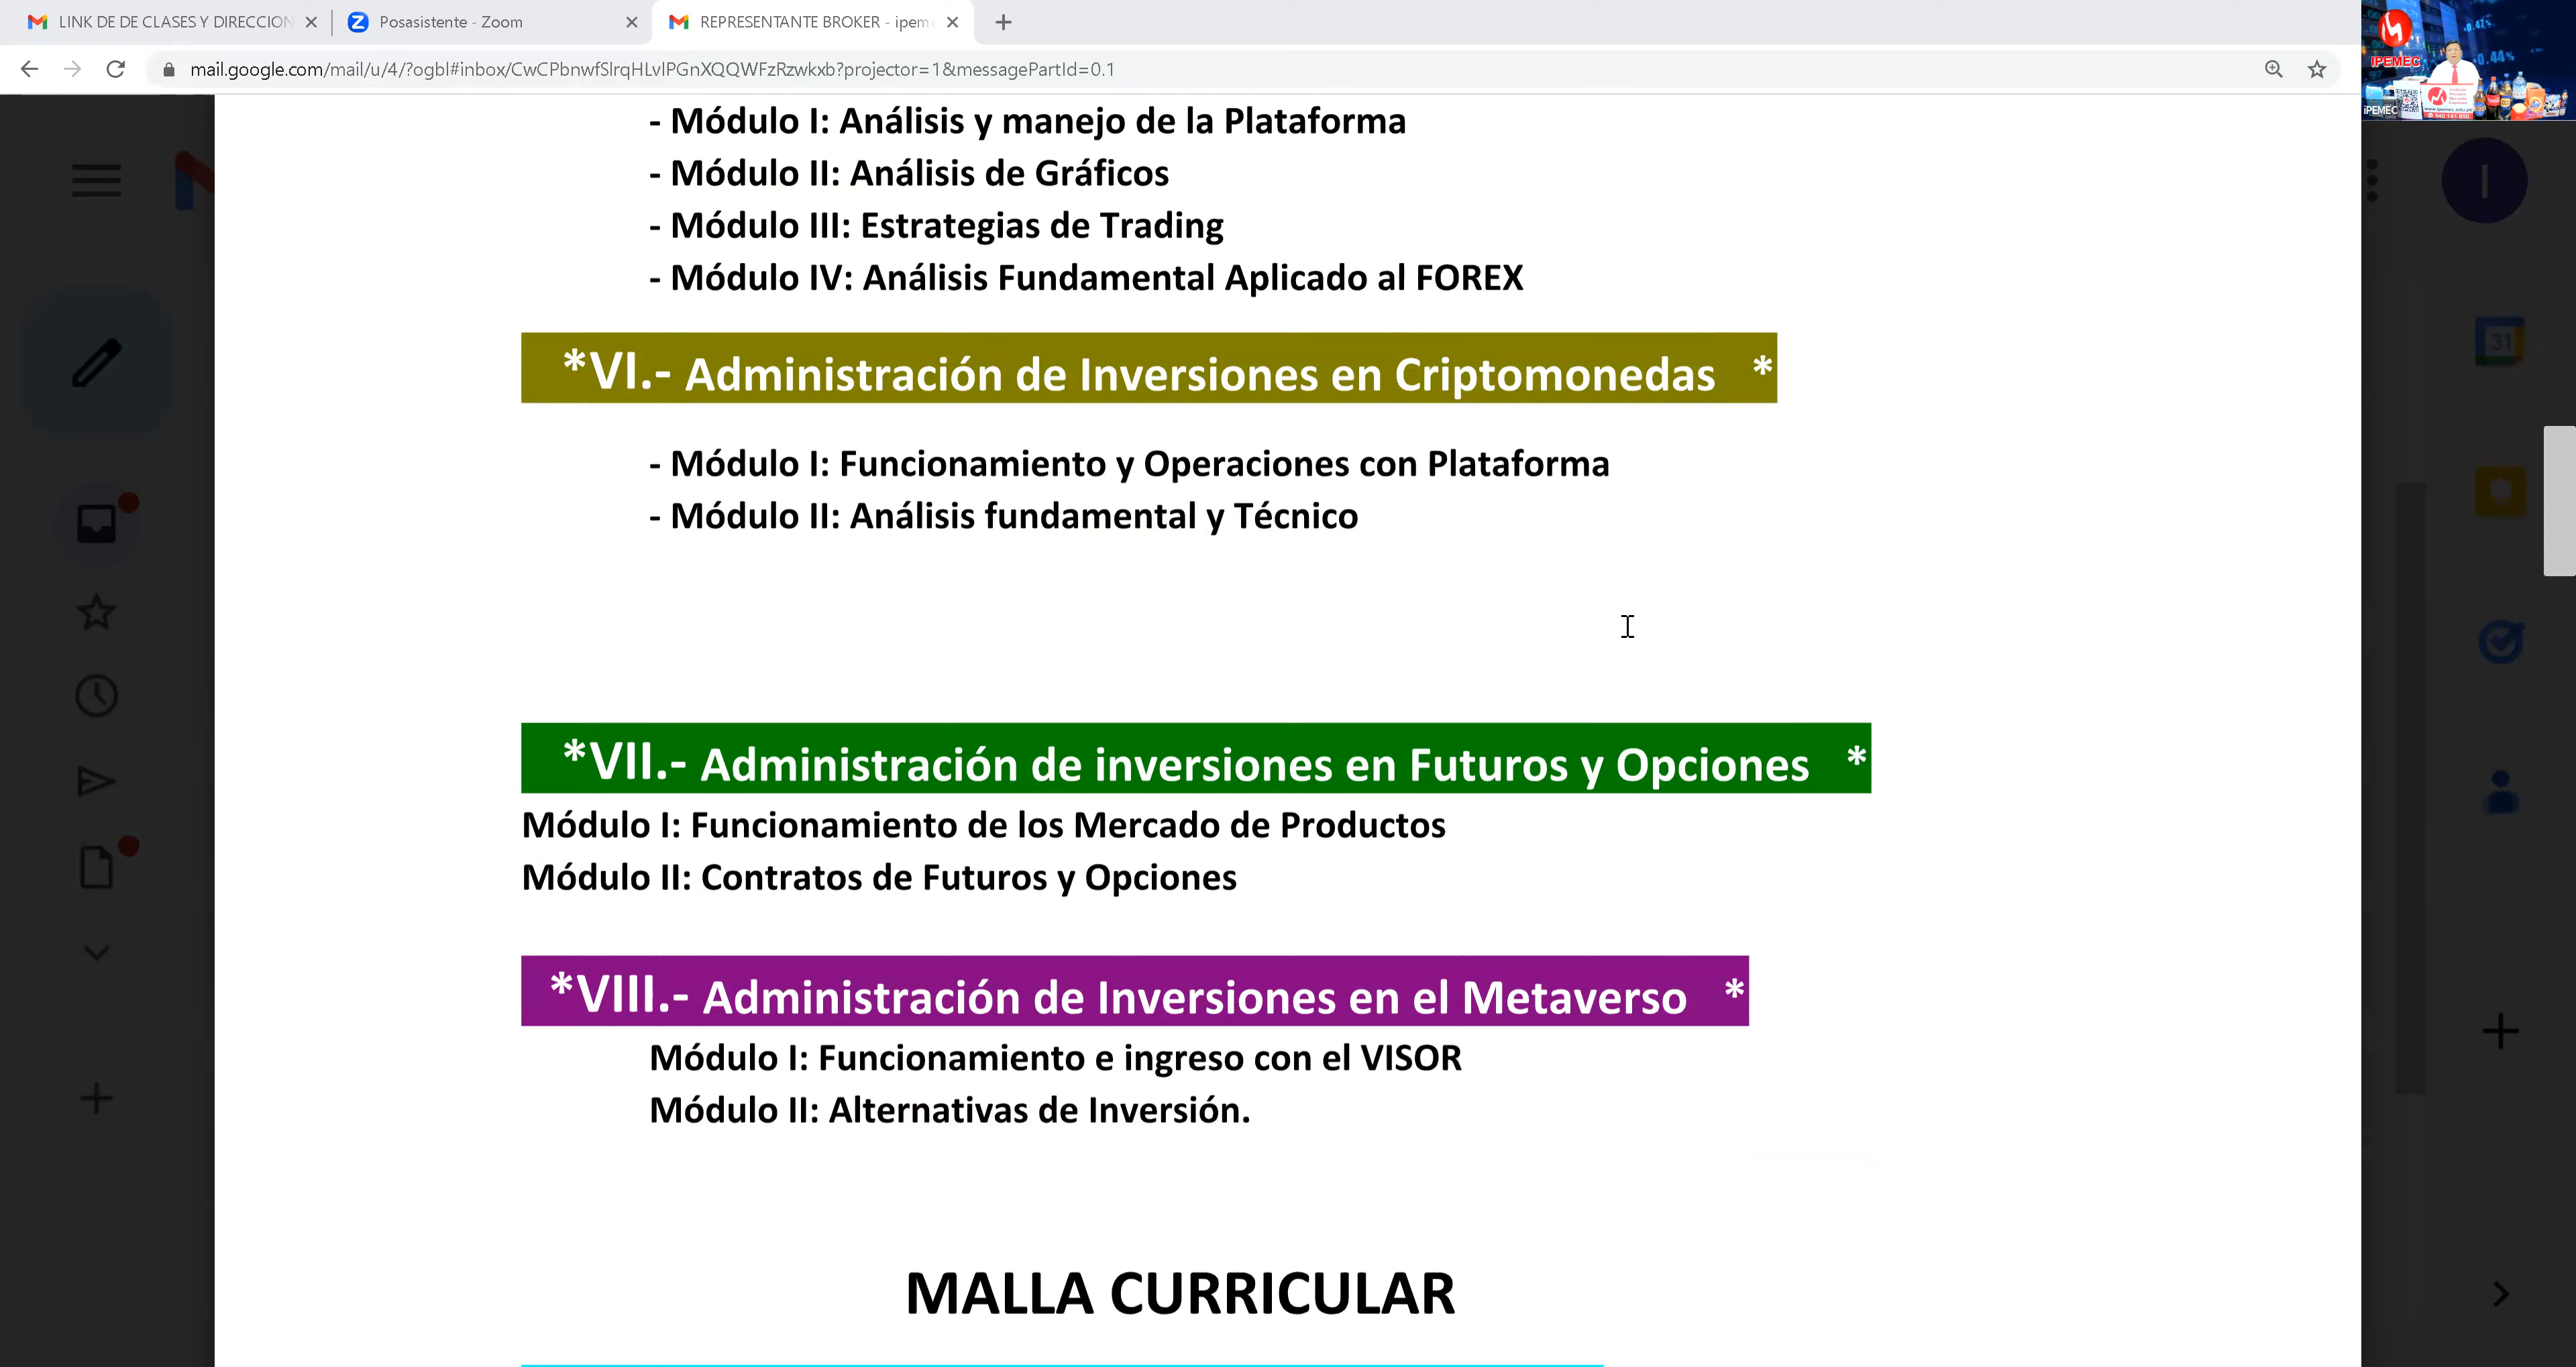 LINK DE DE CLASES Y DIRECCION
Posasistente - Zoom
REPRESENTANTE BROKER - ipem
mail.google.com/mail/u/4/?ogbl#inbox/CwCPbnwfSlrqHLvlPGnXQQWFzRzwkxb?projector=1&messagePartId=0.1
IPEMEC
iPEMEC
- Módulo I: Análisis y manejo de la Plataforma
- Módulo II: Análisis de Gráficos
- Módulo III: Estrategias de Trading
- Módulo IV: Análisis Fundamental Aplicado al FOREX
*VI.- Administración de Inversiones en Criptomonedas *
- Módulo I: Funcionamiento y Operaciones con Plataforma
- Módulo II: Análisis fundamental y Técnico
*VII.- Administración de inversiones en Futuros y Opciones *
Módulo I: Funcionamiento de los Mercado de Productos
Módulo II: Contratos de Futuros y Opciones
*VIII.- Administración de Inversiones en el Metaverso *
Módulo I: Funcionamiento e ingreso con el VISOR
Módulo II: Alternativas de Inversión.
MALLA CURRICULAR